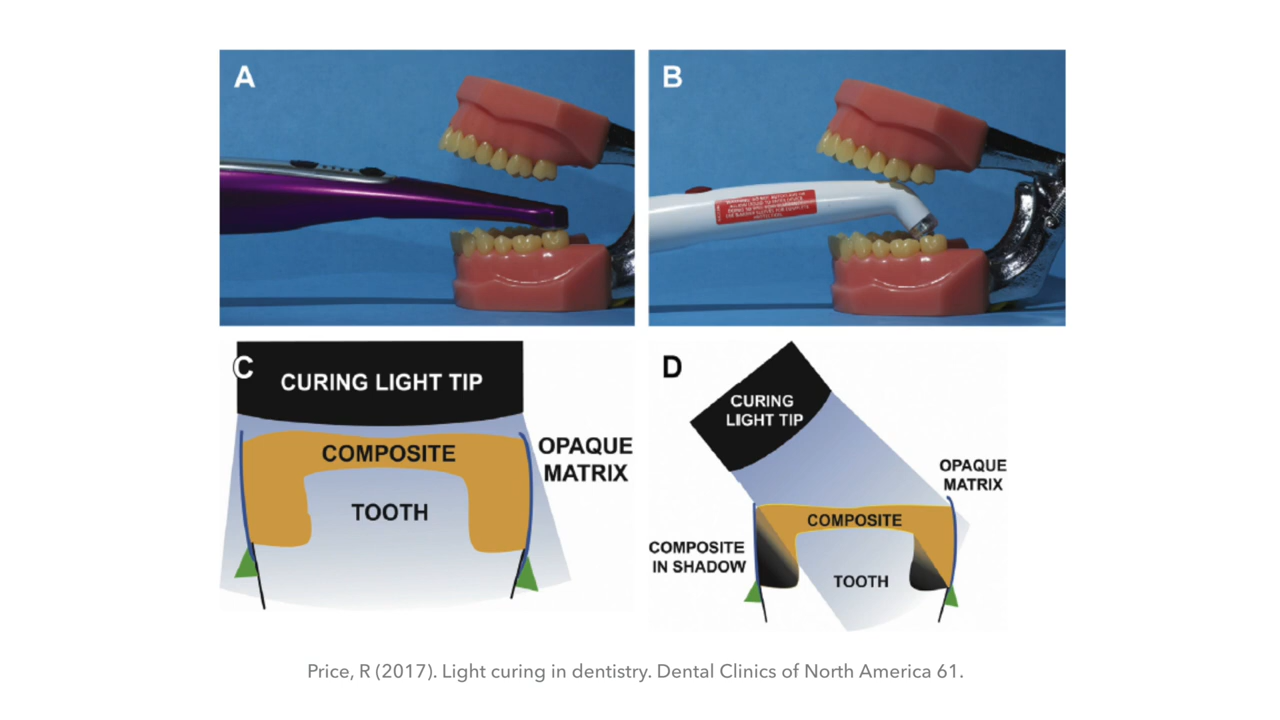 A
B
C
CURING LIGHT TIP
COMPOSITE
OPAQUE
MATRIX
TOOTH
D
CURING
LIGHT TIP
OPAQUE
MATRIX
COMPOSITE
COMPOSITE
IN SHADOW
TOOTH
Price, R (2017). Light curing in dentistry. Dental Clinics of North America 61.